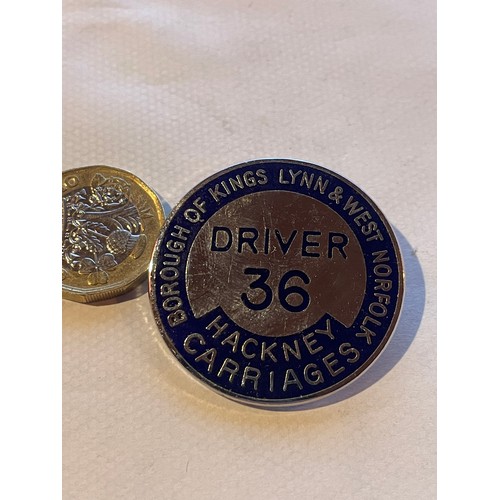 BOROUGH OF KINGS LYNN & WEST NORFOLK
DRIVER
36
HACKNEY
CARRIAGES